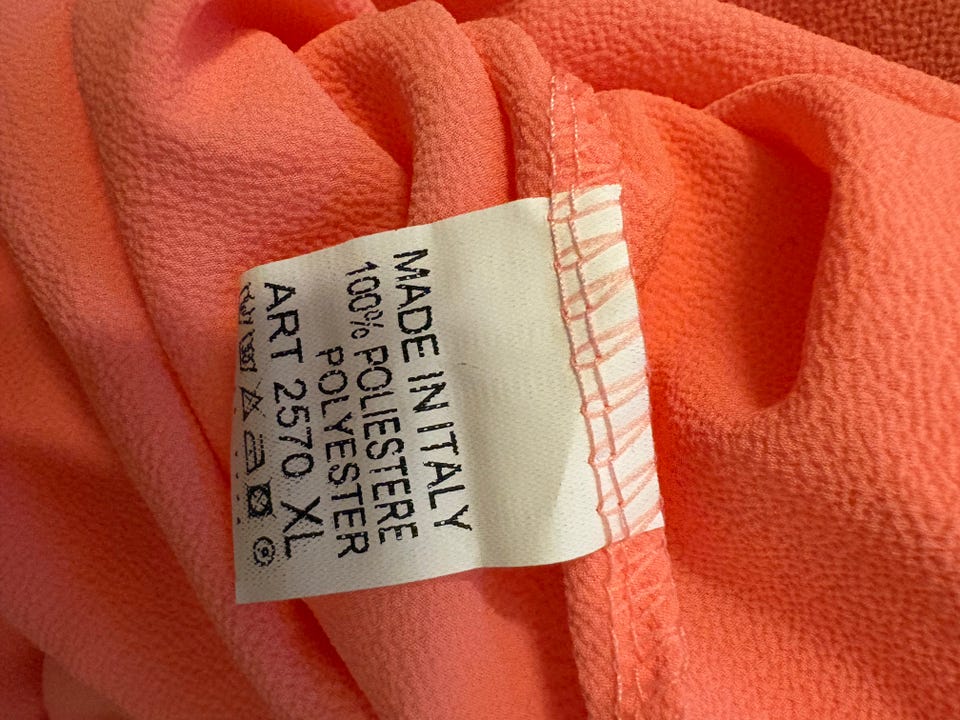 MADE IN ITALY
100% POLIESTERE
POLYESTER
ART 2570 XL